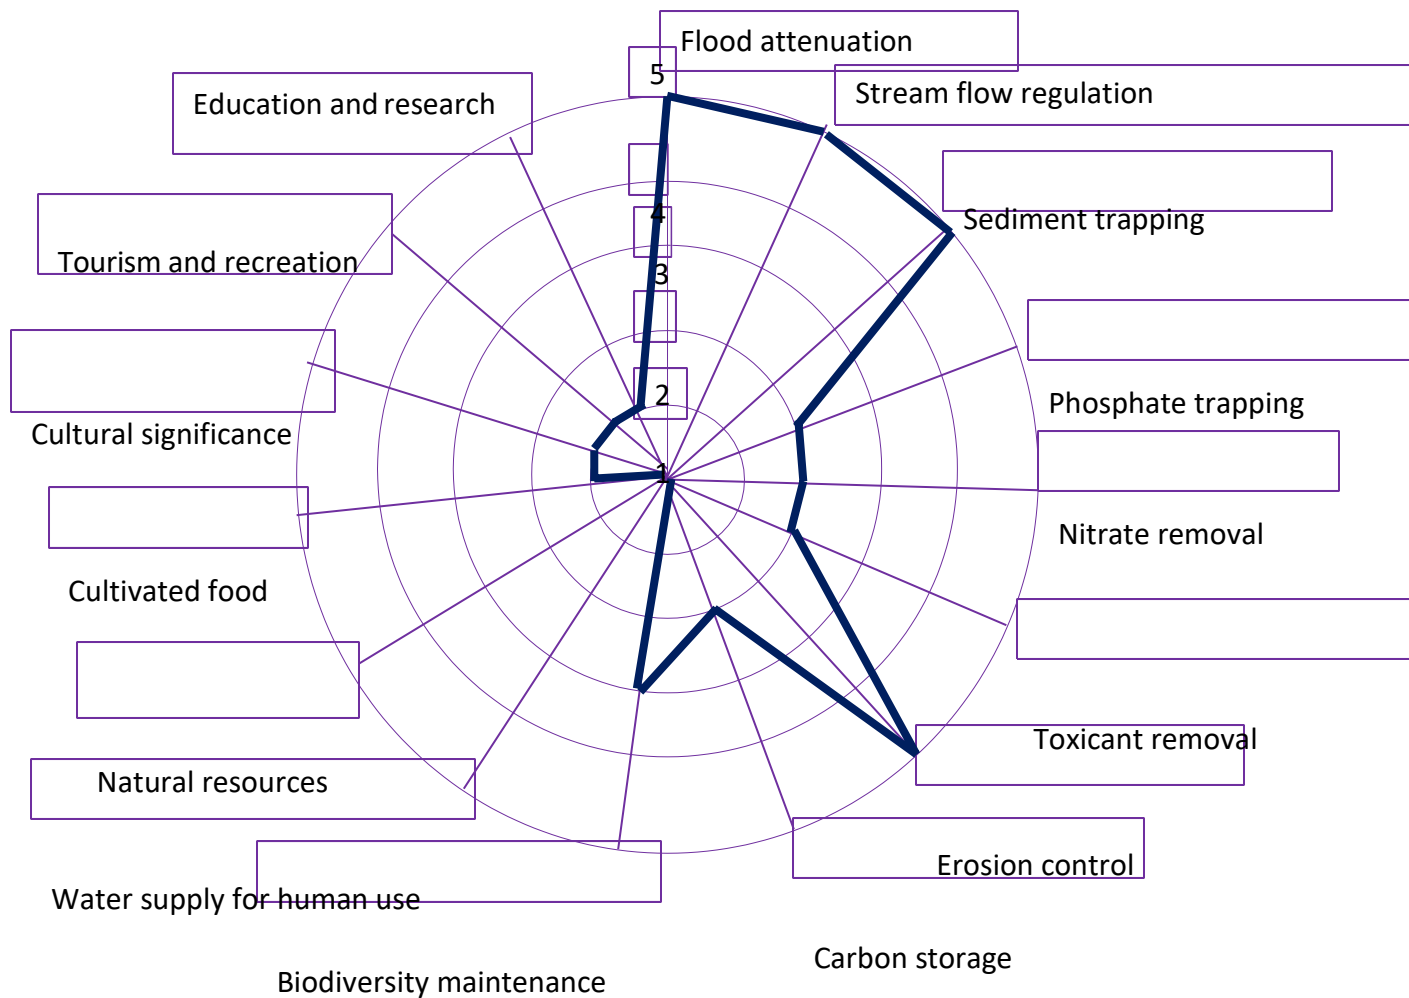 Flood attenuation
5
Stream flow regulation
Education and research
4
Sediment trapping
Tourism and recreation
3
2
Phosphate trapping
Cultural significance
1
Nitrate removal
Cultivated food
Toxicant removal
Natural resources
Erosion control
Water supply for human use
Carbon storage
Biodiversity maintenance